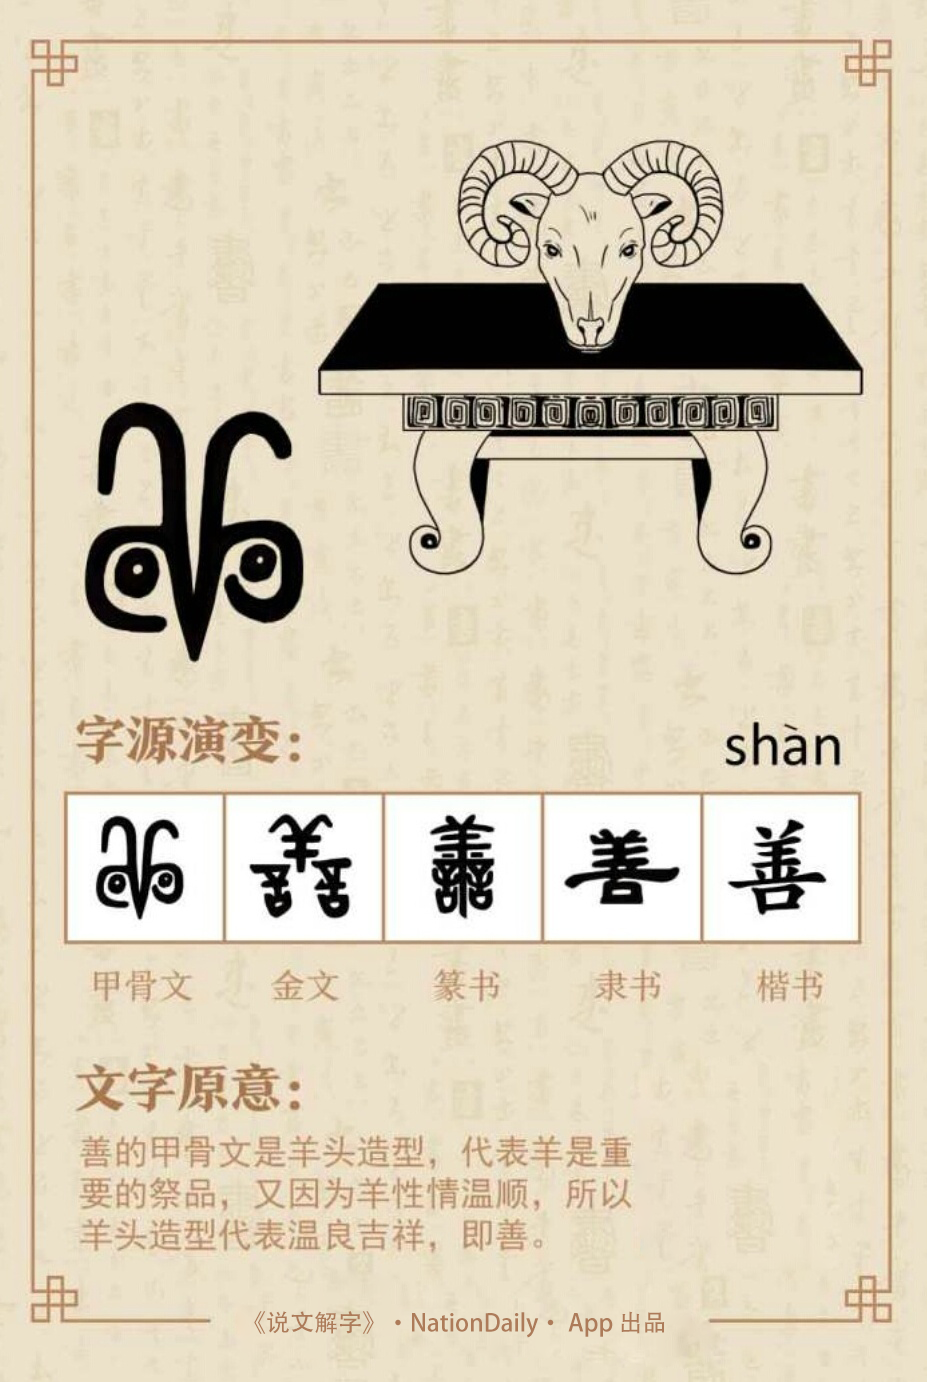 字源演变：
shàn
善
善
甲骨文
金文
篆书
隶书
楷书
文字原意：
善的甲骨文是羊头造型，代表羊是重
要的祭品，又因为羊性情温顺，所以
羊头造型代表温良吉祥，即善。
《说文解字》·NationDaily· App 出品